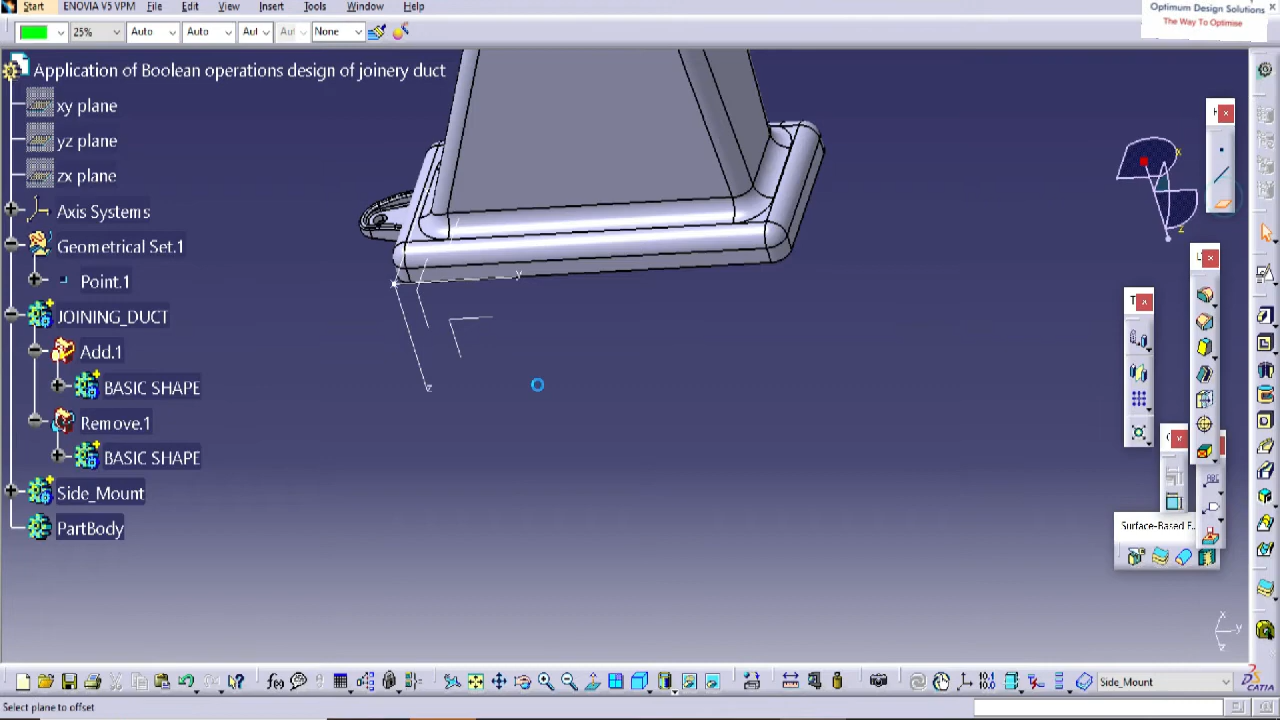 Start ENOVIA V5 VPM File Edit View Insert Tools Window Help
Optimum Design Solutions
The Way To Optimise
25% Auto Auto Aut Aut None
Application of Boolean operations design of joinery duct
xy plane
yz plane
zx plane
Axis Systems
Geometrical Set.1
Point.1
JOINING_DUCT
Add.1
BASIC SHAPE
Remove.1
BASIC SHAPE
Side_Mount
PartBody
y
z
Surface-Based F...
x
y
z
Side_Mount
CATIA
Select plane to offset